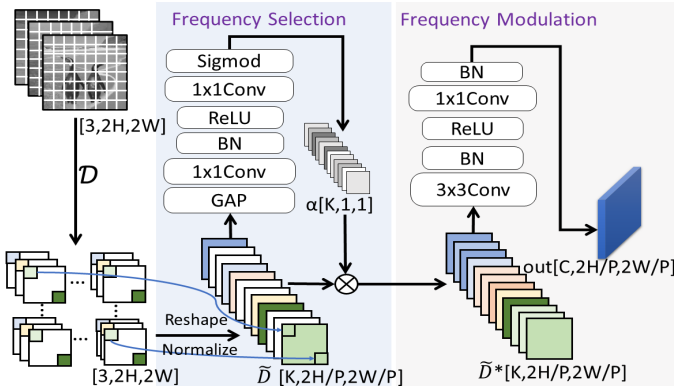 Frequency Selection
Frequency Modulation
[3,2H,2W]
𝒟
Sigmod
1x1Conv
ReLU
BN
1x1Conv
GAP
α[K,1,1]
BN
1x1Conv
ReLU
BN
3x3Conv
out[C,2H/P,2W/P]
...
...
...
...
Reshape
Normalize
[3,2H,2W]
D̃ [K,2H/P,2W/P]
D̃*[K,2H/P,2W/P]